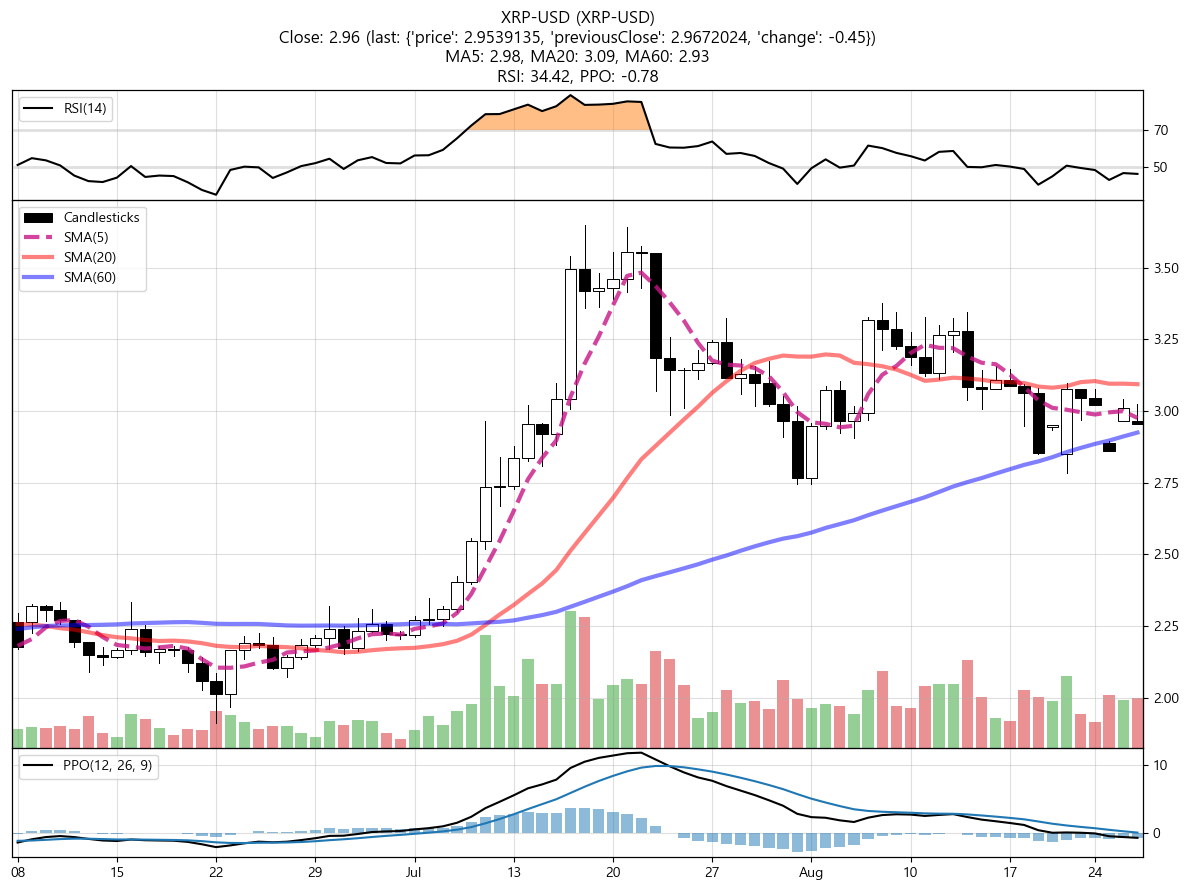 XRP-USD (XRP-USD)
Close: 2.96 (last: {'price': 2.9539135, 'previousClose': 2.9672024, 'change': -0.45})
MA5: 2.98, MA20: 3.09, MA60: 2.93
RSI: 34.42, PPO: -0.78
RSI(14)
70
50
Candlesticks
SMA(5)
SMA(20)
SMA(60)
3.50
3.25
3.00
2.75
2.50
2.25
2.00
PPO(12, 26, 9)
10
0
08 15 22 29 Jul 13 20 27 Aug 10 17 24